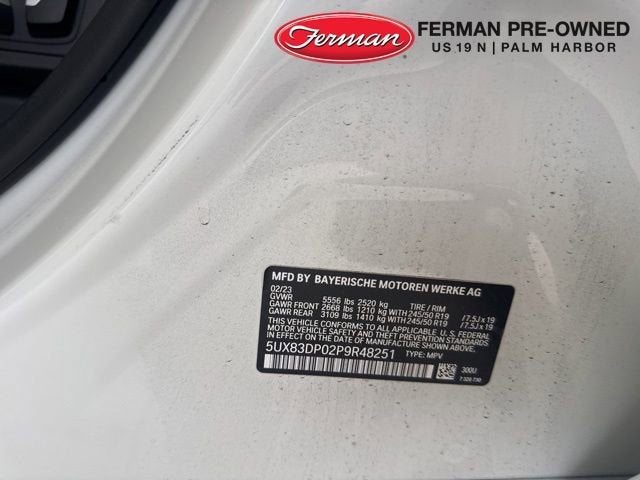 Ferman
FERMAN PRE-OWNED
US 19 N | PALM HARBOR
MFD BY BAYERISCHE MOTOREN WERKE AG
02/23
GVWR 5556 lbs 2520 kg TIRE / RIM
GAWR FRONT 2668 lbs 1210 kg WITH 245/50 R19 /7.5J x 19
GAWR REAR 3109 lbs 1410 kg WITH 245/50 R19 /7.5J x 19
THIS VEHICLE CONFORMS TO ALL APPLICABLE U.S. FEDERAL
MOTOR VEHICLE SAFETY, BUMPER, AND THEFT PREVENTION
STANDARDS IN EFFECT ON THE DATE OF MANUFACTURE SHOWN ABOVE.
5UX83DP02P9R48251 TYPE: MPV
300U
7 320 730